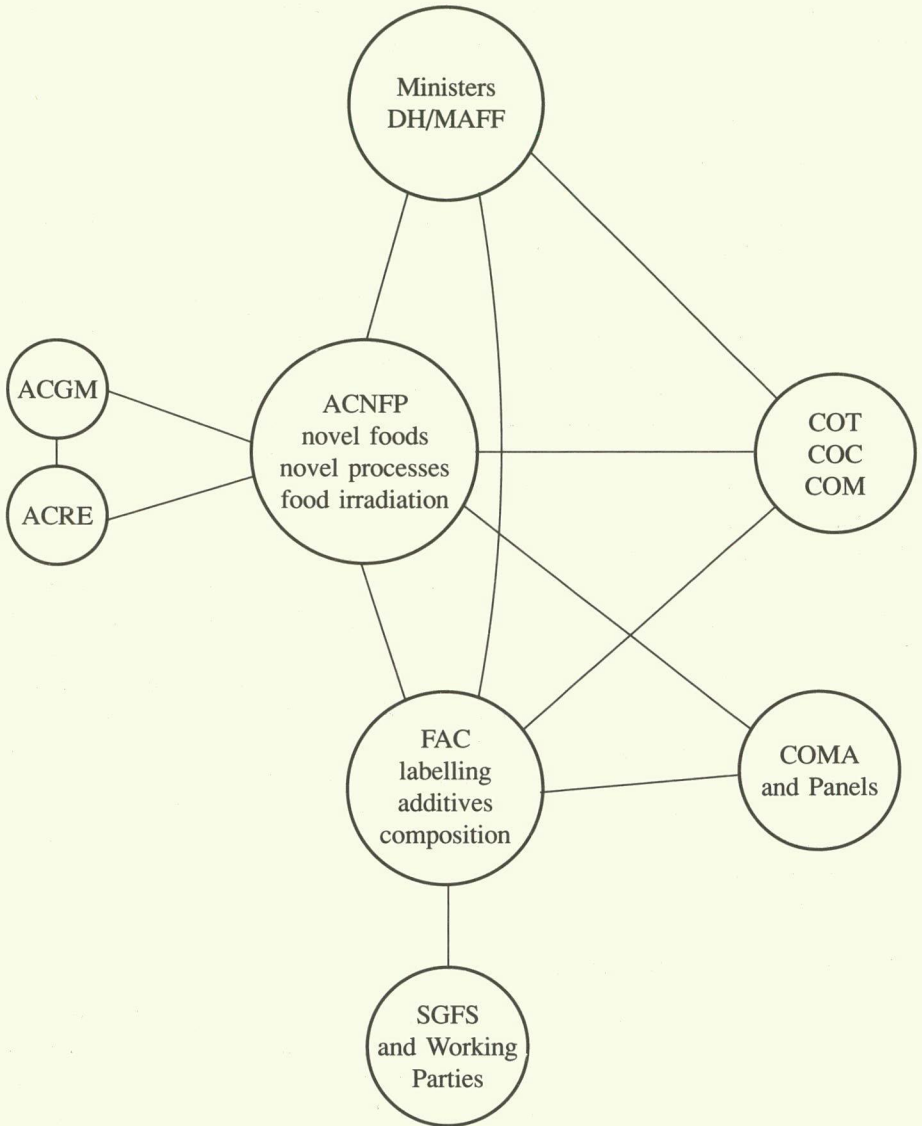 Ministers
DH/MAFF
ACGM
ACRE
ACNFP
novel foods
novel processes
food irradiation
COT
COC
COM
FAC
labelling
additives
composition
COMA
and Panels
SGFS
and Working
Parties